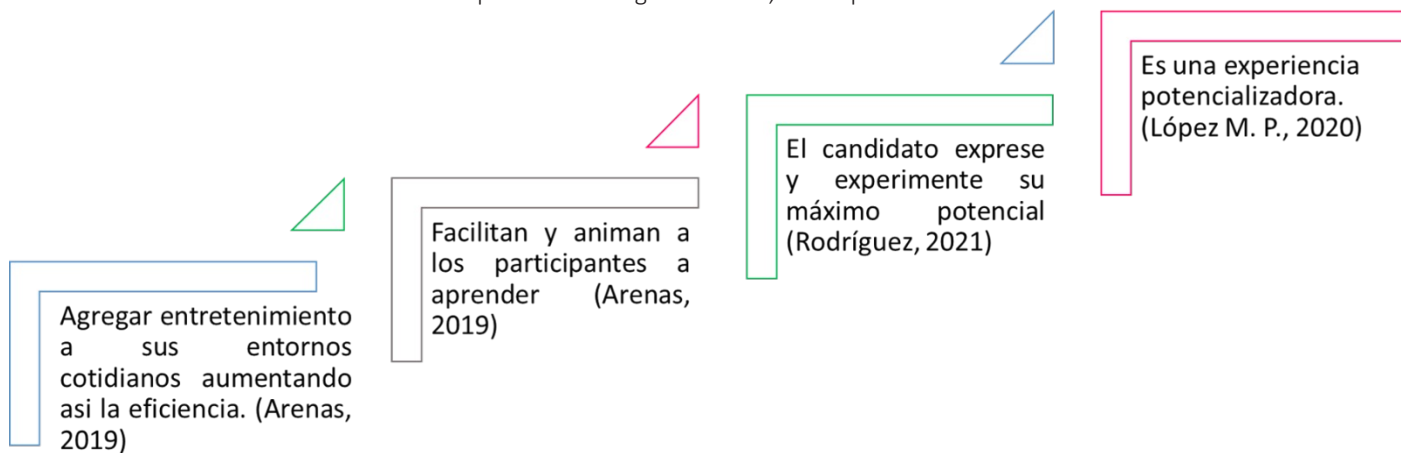 Agregar entretenimiento
a sus entornos
cotidianos aumentando
asi la eficiencia. (Arenas,
2019)
Facilitan y animan a
los participantes a
aprender (Arenas,
2019)
El candidato exprese
y experimente su
máximo potencial
(Rodríguez, 2021)
Es una experiencia
potencializadora.
(López M. P., 2020)